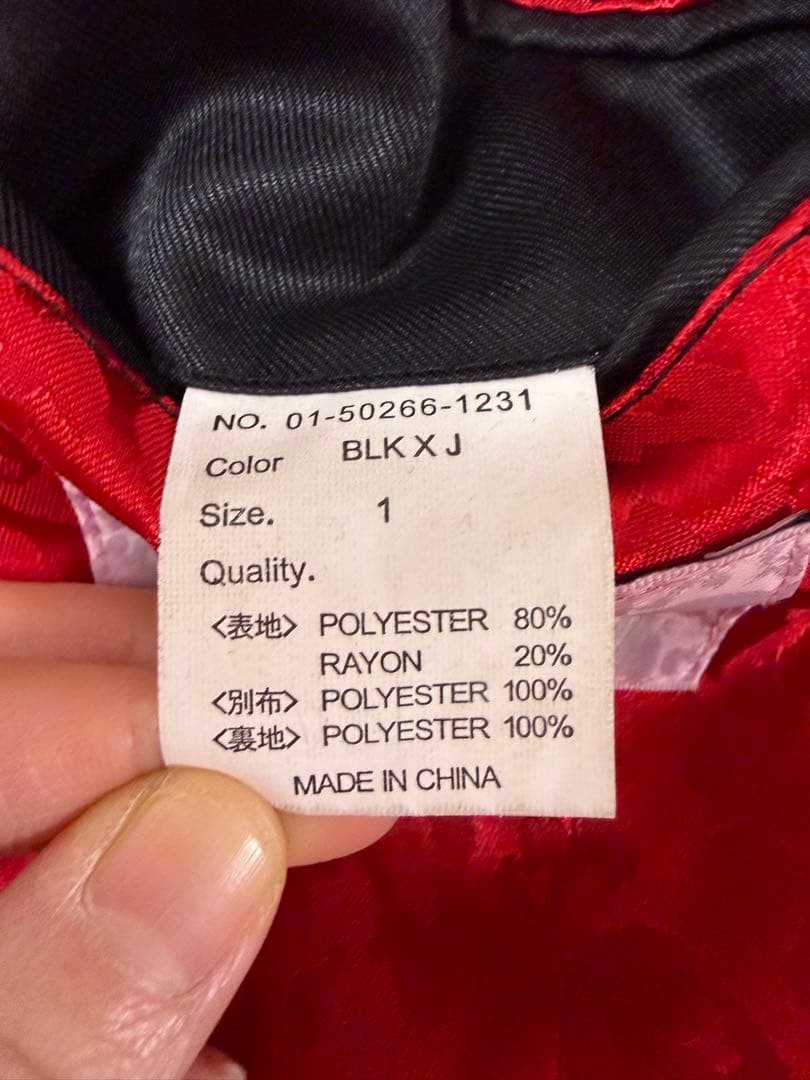 NO. 01-50266-1231
Color BLK X J
Size. 1
Quality.
〈表地〉 POLYESTER 80%
RAYON 20%
〈別布〉 POLYESTER 100%
〈裏地〉 POLYESTER 100%
MADE IN CHINA